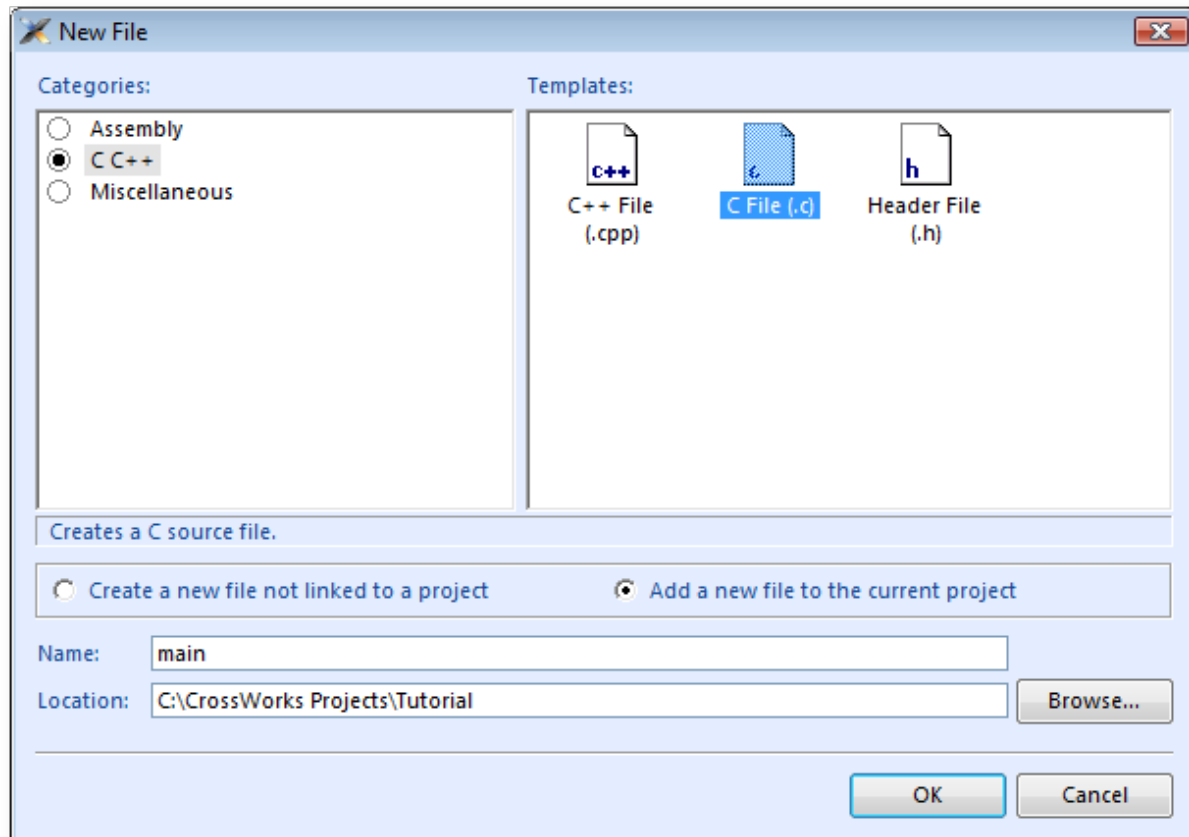 New File
Categories:
Templates:
Assembly
C C++
Miscellaneous
c++
c
h
C++ File
(.cpp)
C File (.c)
Header File
(.h)
Creates a C source file.
Create a new file not linked to a project
Add a new file to the current project
Name:
main
Location:
C:\CrossWorks Projects\Tutorial
Browse...
OK
Cancel